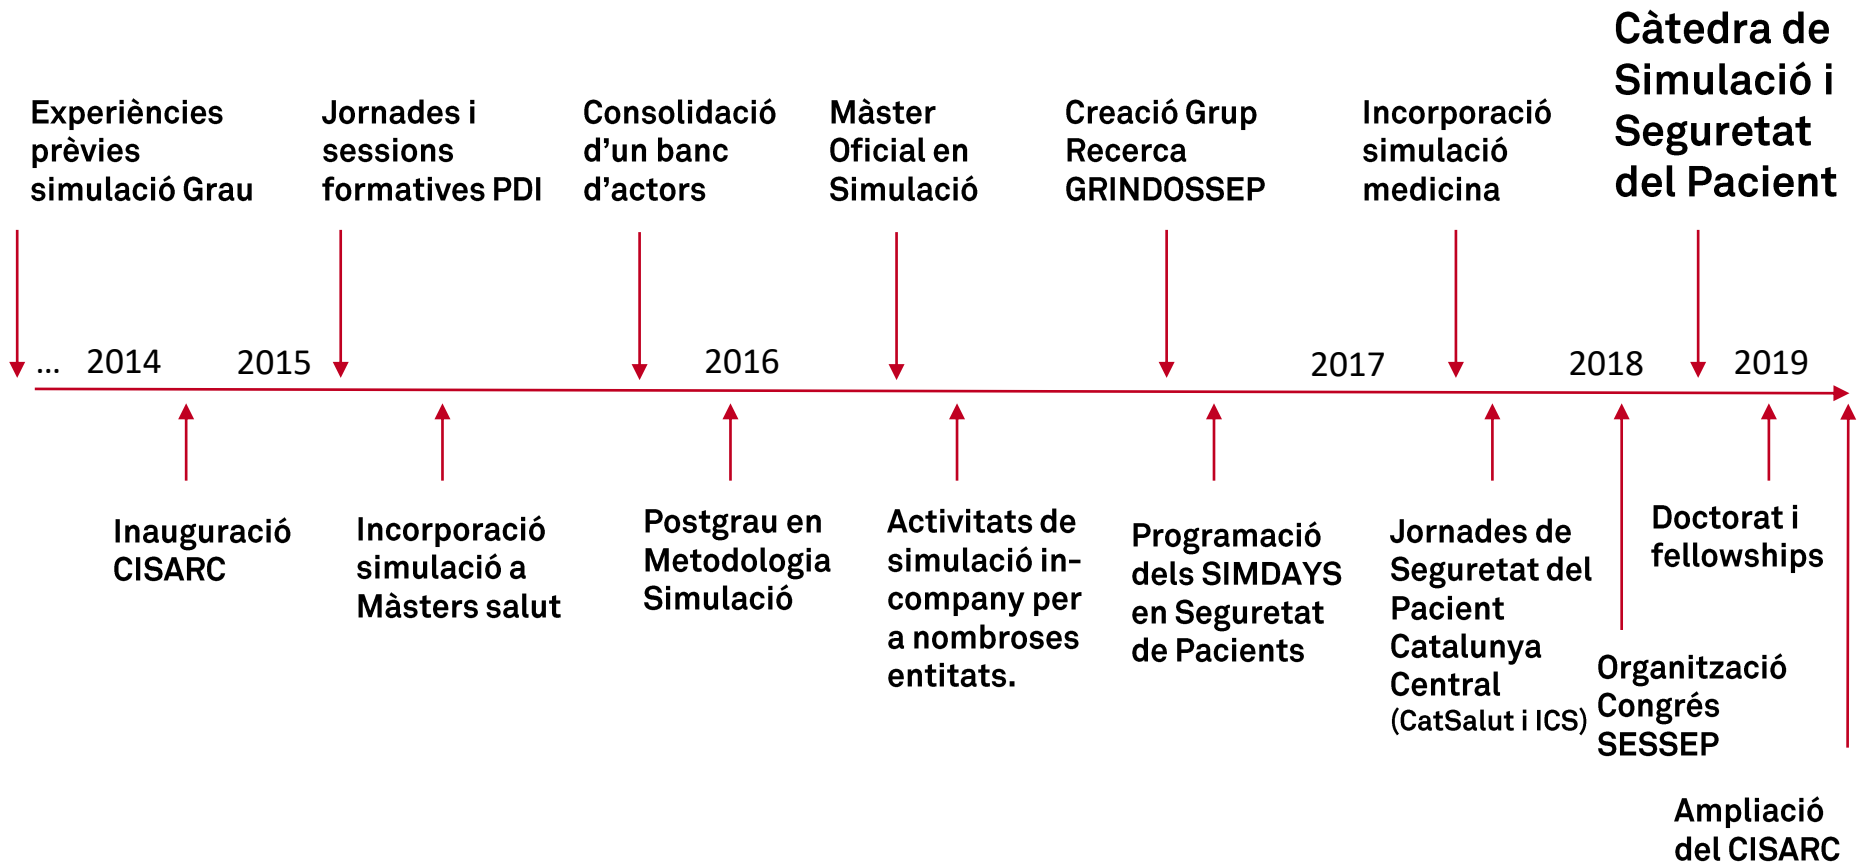 Experiències
prèvies
simulació Grau
Jornades i
sessions
formatives PDI
Consolidació
d’un banc
d’actors
Màster
Oficial en
Simulació
Creació Grup
Recerca
GRINDOSSEP
Incorporació
simulació
medicina
Càtedra de
Simulació i
Seguretat
del Pacient
... 2014 2015 2016 2017 2018 2019
Inauguració
CISARC
Incorporació
simulació a
Màsters salut
Postgrau en
Metodologia
Simulació
Activitats de
simulació in-
company per
a nombroses
entitats.
Programació
dels SIMDAYS
en Seguretat
de Pacients
Jornades de
Seguretat del
Pacient
Catalunya
Central
(CatSalut i ICS)
Organització
Congrés
SESSEP
Doctorat i
fellowships
Ampliació
del CISARC